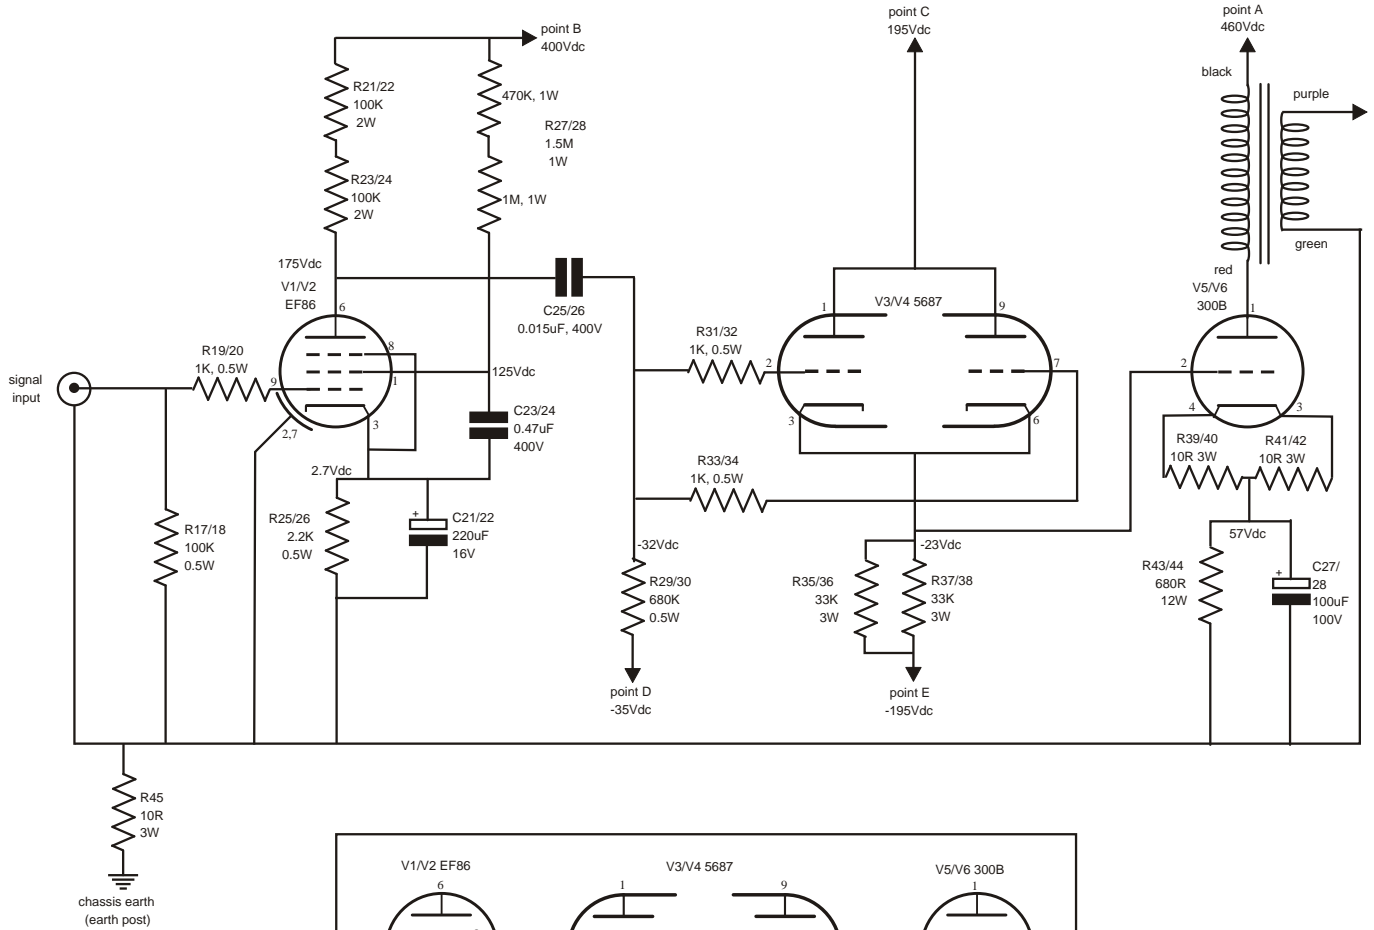 point B
400Vdc
point C
195Vdc
point A
460Vdc
black
purple
green
red
R21/22
100K
2W
470K, 1W
R27/28
1.5M
1W
R23/24
100K
2W
1M, 1W
175Vdc
V1/V2
EF86
6
8
1
9
3
2,7
C25/26
0.015uF, 400V
125Vdc
R19/20
1K, 0.5W
signal
input
C23/24
0.47uF
400V
2.7Vdc
R25/26
2.2K
0.5W
+
C21/22
220uF
16V
R17/18
100K
0.5W
R31/32
1K, 0.5W
V3/V4 5687
1
9
2
7
3
6
R33/34
1K, 0.5W
-32Vdc
R29/30
680K
0.5W
point D
-35Vdc
-23Vdc
R35/36
33K
3W
R37/38
33K
3W
point E
-195Vdc
V5/V6
300B
1
2
4
3
R39/40
10R 3W
R41/42
10R 3W
57Vdc
R43/44
680R
12W
+
C27/
28
100uF
100V
R45
10R
3W
chassis earth
(earth post)
V1/V2 EF86
6
V3/V4 5687
1
9
V5/V6 300B
1